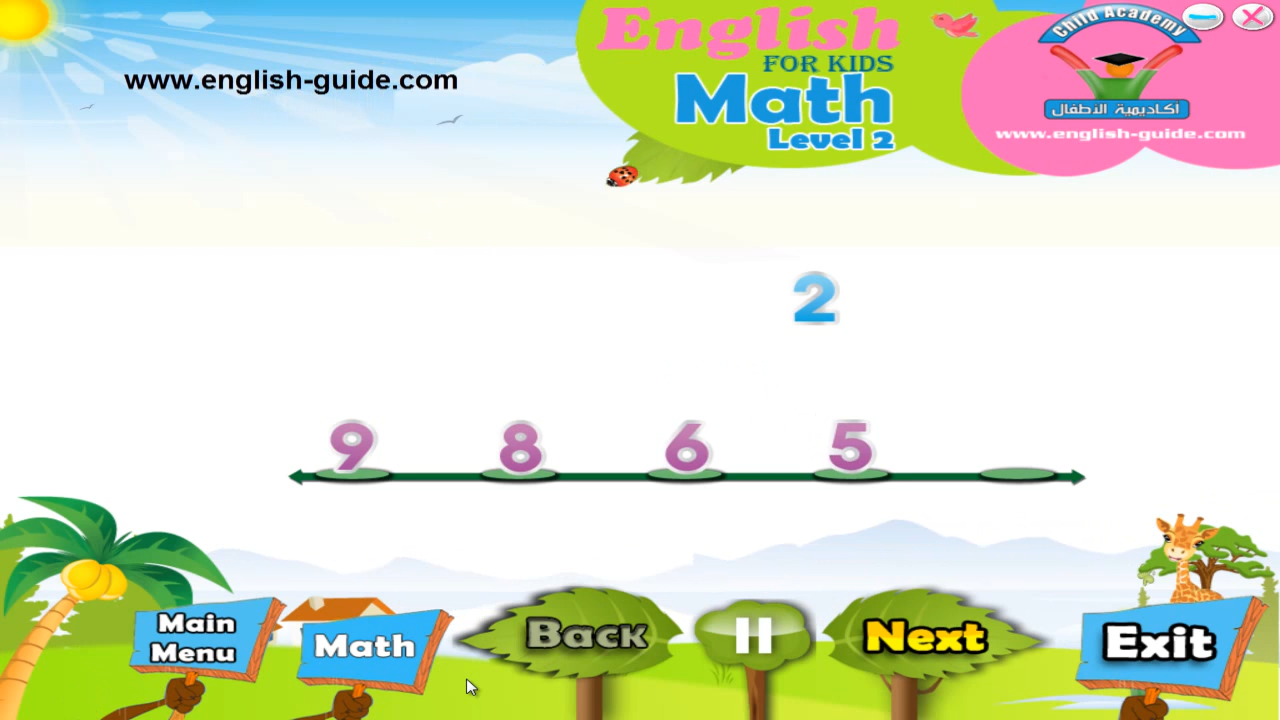 www.english-guide.com
English
FOR KIDS
Math
Level 2
Child Academy
أكاديمية الأطفال
www.english-guide.com
2
9 8 6 5
Main
Menu
Math
Back
Next
Exit